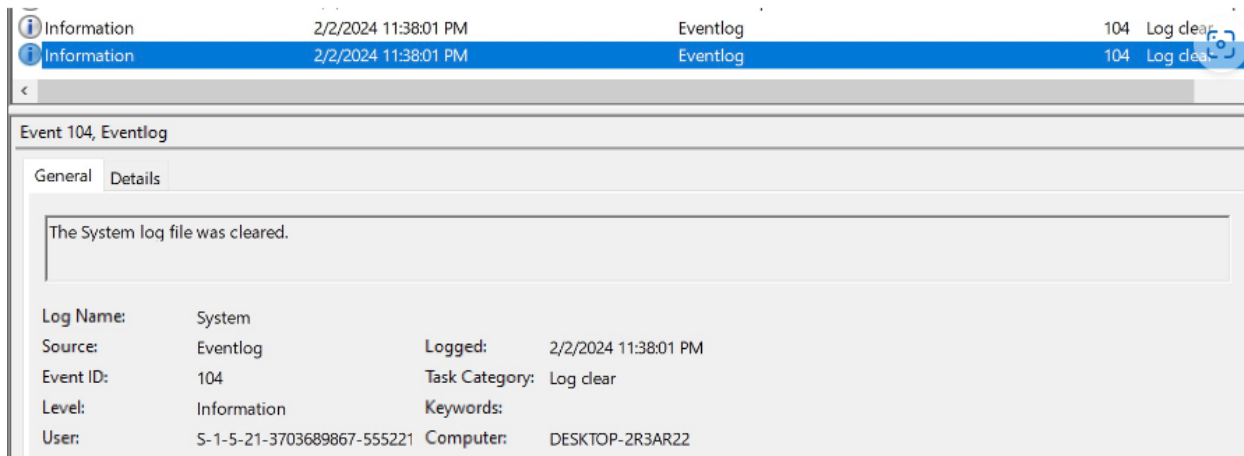 Information 2/2/2024 11:38:01 PM Eventlog 104 Log clear
Information 2/2/2024 11:38:01 PM Eventlog 104 Log clear
Event 104, Eventlog
General Details
The System log file was cleared.
Log Name: System
Source: Eventlog Logged: 2/2/2024 11:38:01 PM
Event ID: 104 Task Category: Log clear
Level: Information Keywords:
User: S-1-5-21-3703689867-555221 Computer: DESKTOP-2R3AR22